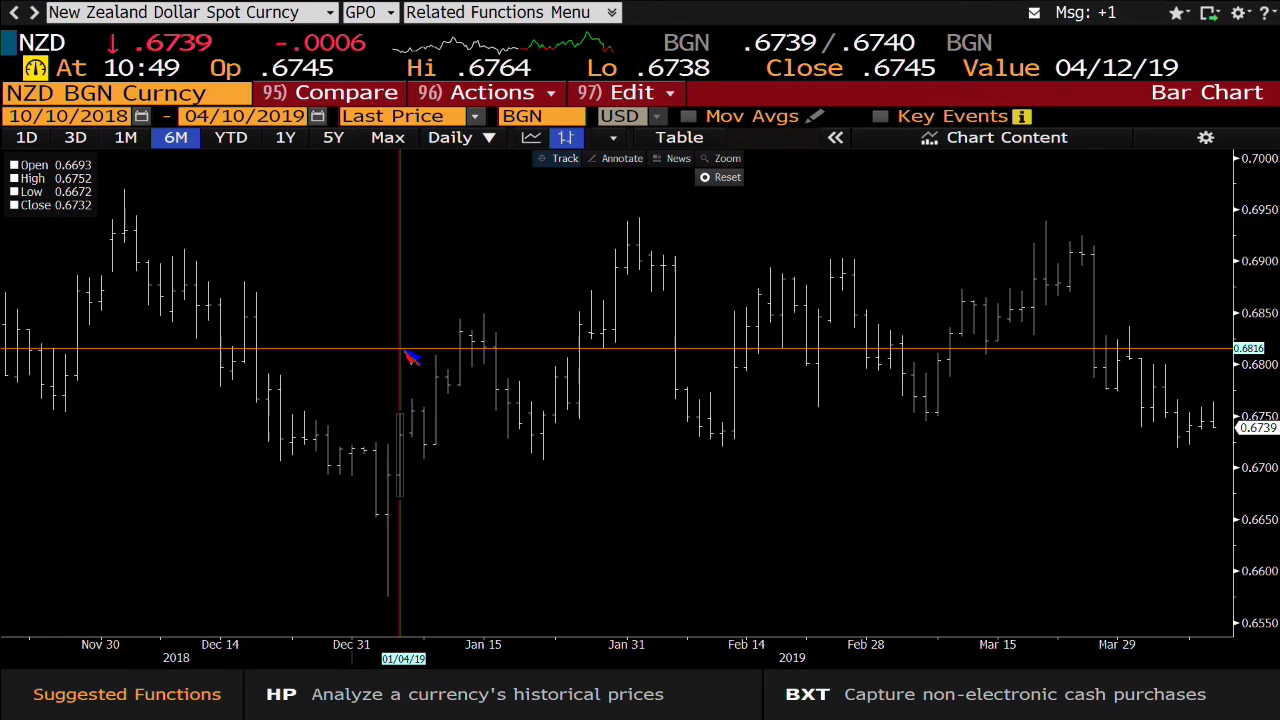 New Zealand Dollar Spot Curncy GPO Related Functions Menu Msg: +1
NZD .6739 -.0006 BGN .6739 / .6740 BGN
At 10:49 Op .6745 Hi .6764 Lo .6738 Close .6745 Value 04/12/19
NZD BGN Curncy 95) Compare 96) Actions 97) Edit Bar Chart
10/10/2018 - 04/10/2019 Last Price BGN USD Mov Avgs Key Events
1D 3D 1M 6M YTD 1Y 5Y Max Daily Table Chart Content
Track Annotate News Zoom
Reset
Open 0.6693
High 0.6752
Low 0.6672
Close 0.6732
0.7000
0.6950
0.6900
0.6850
0.6816
0.6800
0.6750
0.6739
0.6700
0.6650
0.6600
0.6550
Nov 30 Dec 14 Dec 31 Jan 15 Jan 31 Feb 14 Feb 28 Mar 15 Mar 29
2018 01/04/19 2019
Suggested Functions HP Analyze a currency's historical prices BXT Capture non-electronic cash purchases